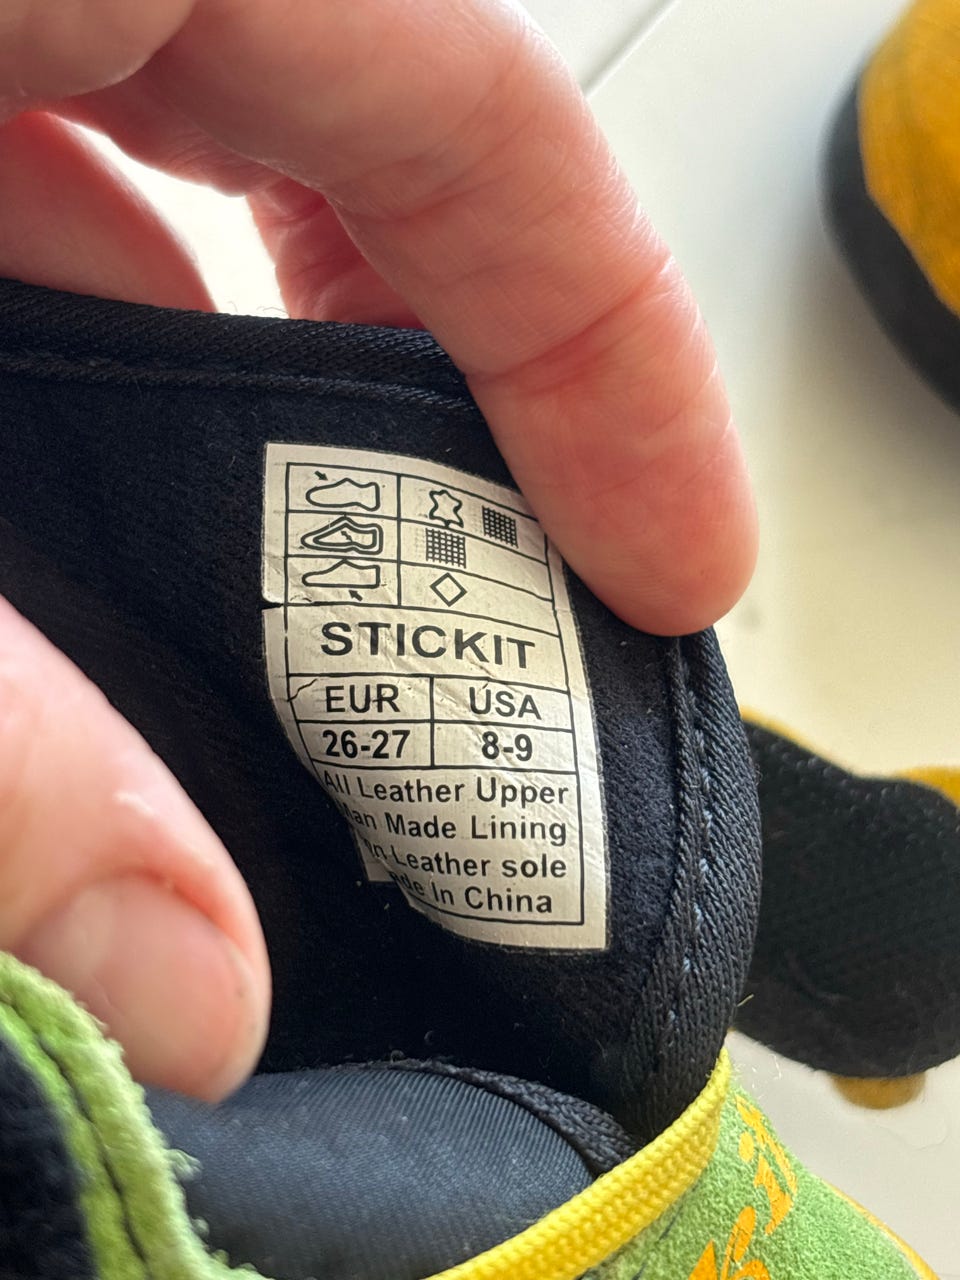 STICKIT
EUR USA
26-27 8-9
All Leather Upper
Made Lining
Leather sole
In China